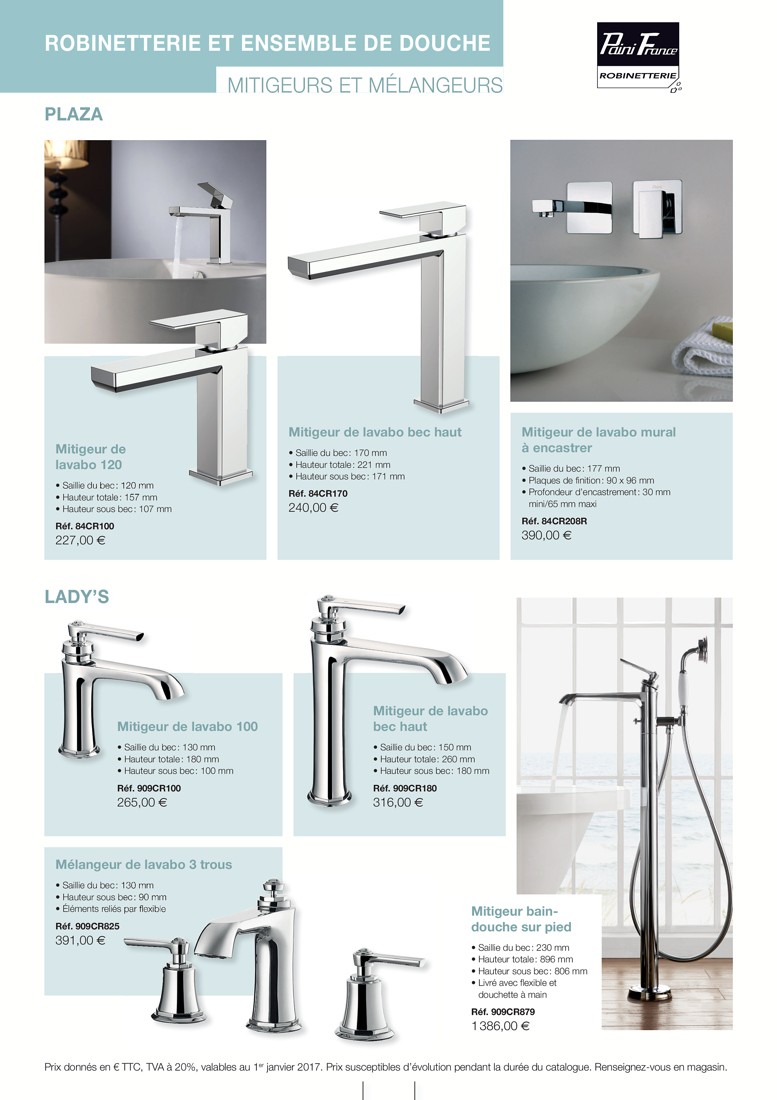 ROBINETTERIE ET ENSEMBLE DE DOUCHE
MITIGEURS ET MÉLANGEURS
Paini France
ROBINETTERIE
PLAZA
Mitigeur de
lavabo 120
• Saillie du bec : 120 mm
• Hauteur totale : 157 mm
• Hauteur sous bec : 107 mm
Réf. 84CR100
227,00 €
Mitigeur de lavabo bec haut
• Saillie du bec : 170 mm
• Hauteur totale : 221 mm
• Hauteur sous bec : 171 mm
Réf. 84CR170
240,00 €
Mitigeur de lavabo mural
à encastrer
• Saillie du bec : 177 mm
• Plaques de finition : 90 x 96 mm
• Profondeur d'encastrement : 30 mm
mini/65 mm maxi
Réf. 84CR208R
390,00 €
LADY'S
Mitigeur de lavabo 100
• Saillie du bec : 130 mm
• Hauteur totale : 180 mm
• Hauteur sous bec : 100 mm
Réf. 909CR100
265,00 €
Mitigeur de lavabo
bec haut
• Saillie du bec : 150 mm
• Hauteur totale : 260 mm
• Hauteur sous bec : 180 mm
Réf. 909CR180
316,00 €
Mélangeur de lavabo 3 trous
• Saillie du bec : 130 mm
• Hauteur sous bec : 90 mm
• Éléments reliés par flexible
Réf. 909CR825
391,00 €
Mitigeur bain-
douche sur pied
• Saillie du bec : 230 mm
• Hauteur totale : 896 mm
• Hauteur sous bec : 806 mm
• Livré avec flexible et
douchette à main
Réf. 909CR879
1 386,00 €
Prix donnés en € TTC, TVA à 20%, valables au 1er janvier 2017. Prix susceptibles d'évolution pendant la durée du catalogue. Renseignez-vous en magasin.